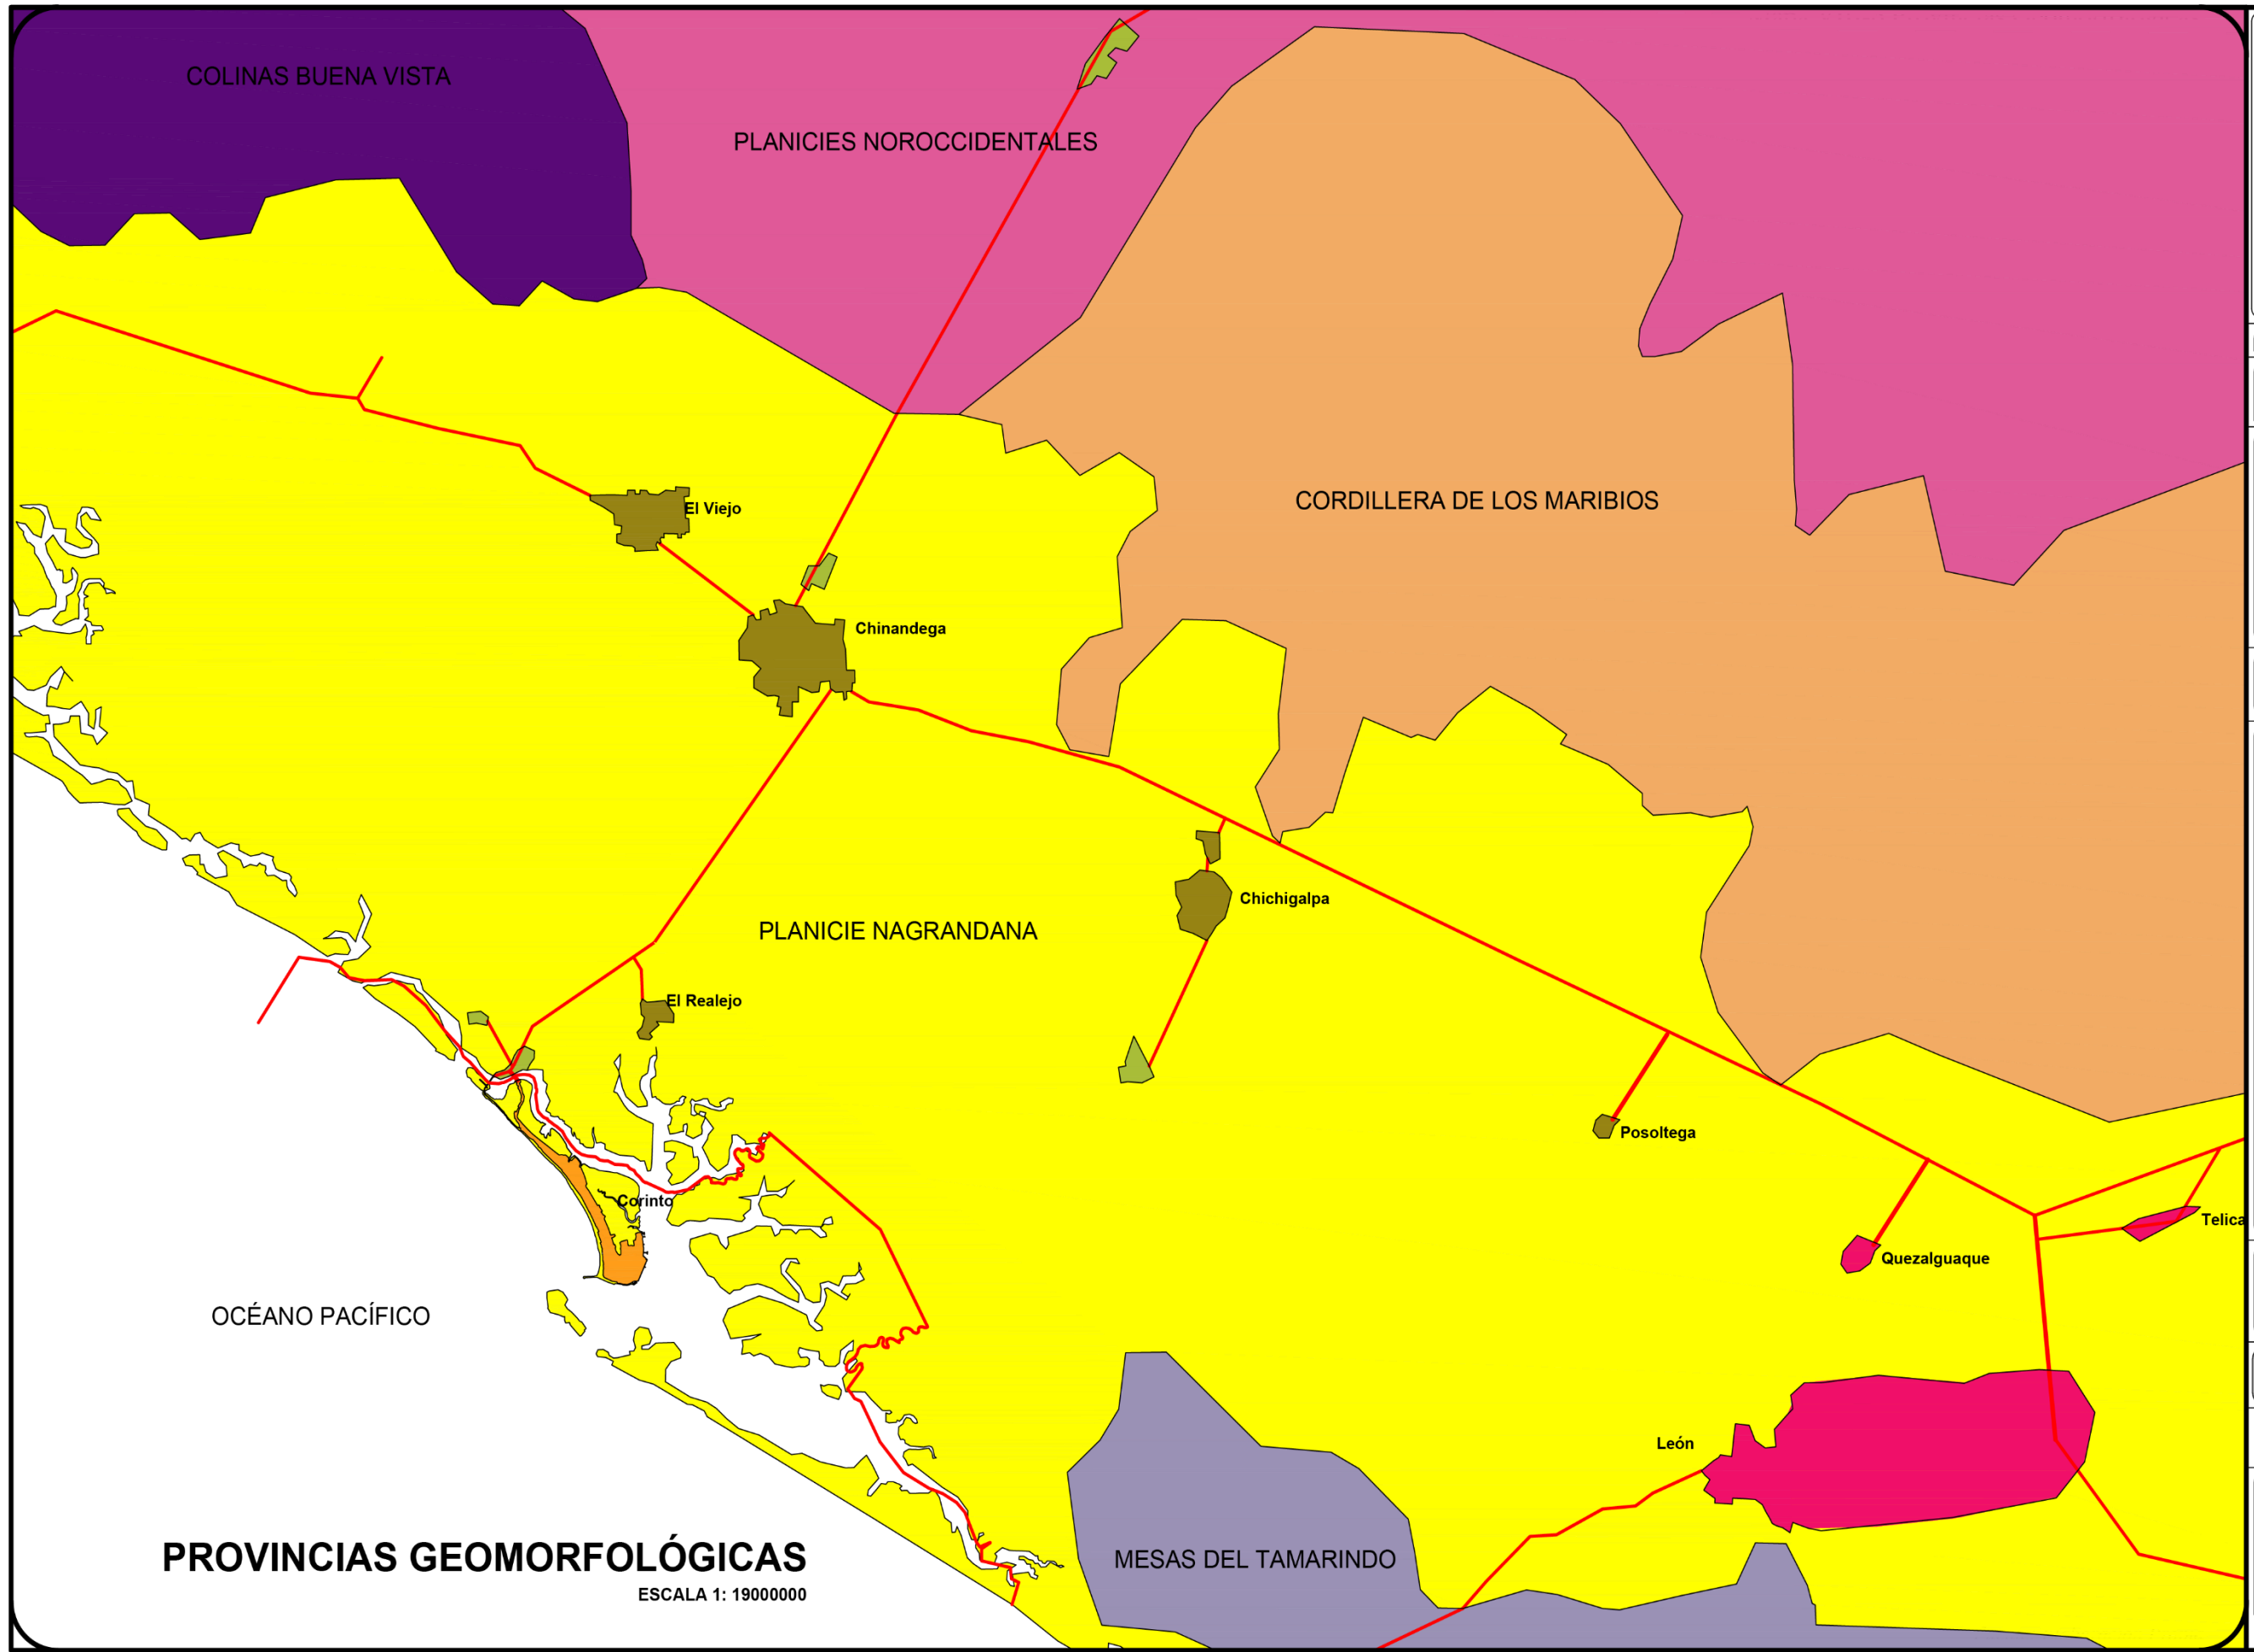 COLINAS BUENA VISTA
PLANICIES NOROCCIDENTALES
CORDILLERA DE LOS MARIBIOS
El Viejo
Chinandega
Chichigalpa
PLANICIE NAGRANDANA
El Realejo
Posoltega
Corinto
Telica
Quezalguaque
OCÉANO PACÍFICO
León
PROVINCIAS GEOMORFOLÓGICAS
MESAS DEL TAMARINDO
ESCALA 1: 19000000